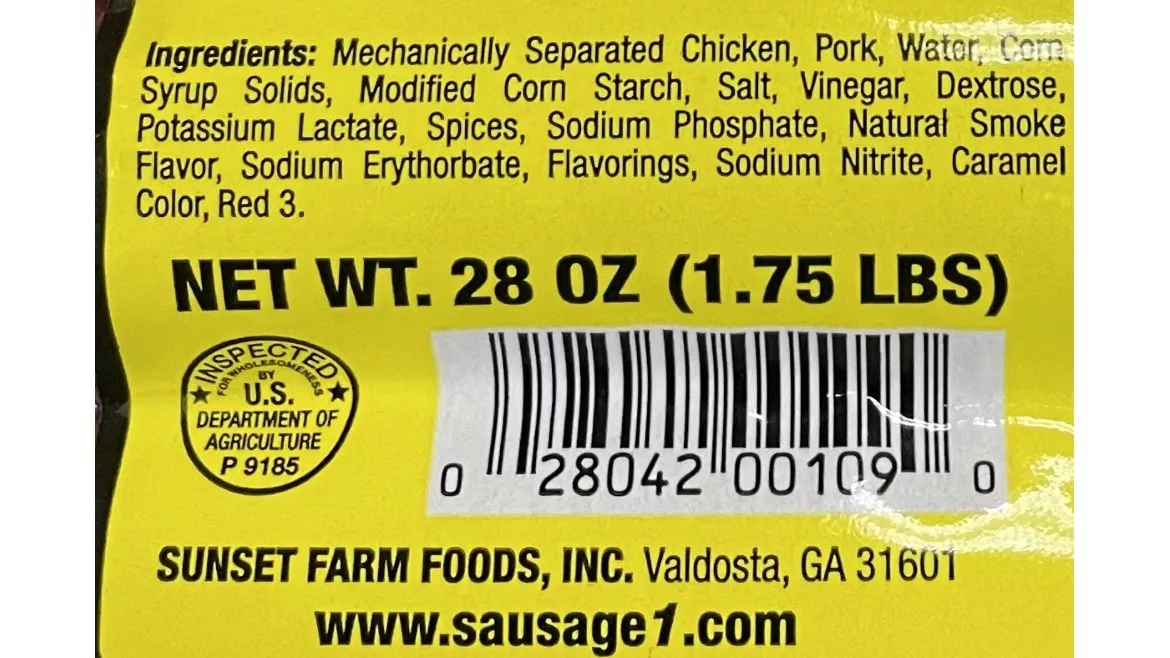 Ingredients: Mechanically Separated Chicken, Pork, Water, Corn
Syrup Solids, Modified Corn Starch, Salt, Vinegar, Dextrose,
Potassium Lactate, Spices, Sodium Phosphate, Natural Smoke
Flavor, Sodium Erythorbate, Flavorings, Sodium Nitrite, Caramel
Color, Red 3.
NET WT. 28 OZ (1.75 LBS)
INSPECTED
FOR WHOLESOMENESS
BY
U.S.
DEPARTMENT OF
AGRICULTURE
P 9185
0 28042 00109 0
SUNSET FARM FOODS, INC. Valdosta, GA 31601
www.sausage1.com